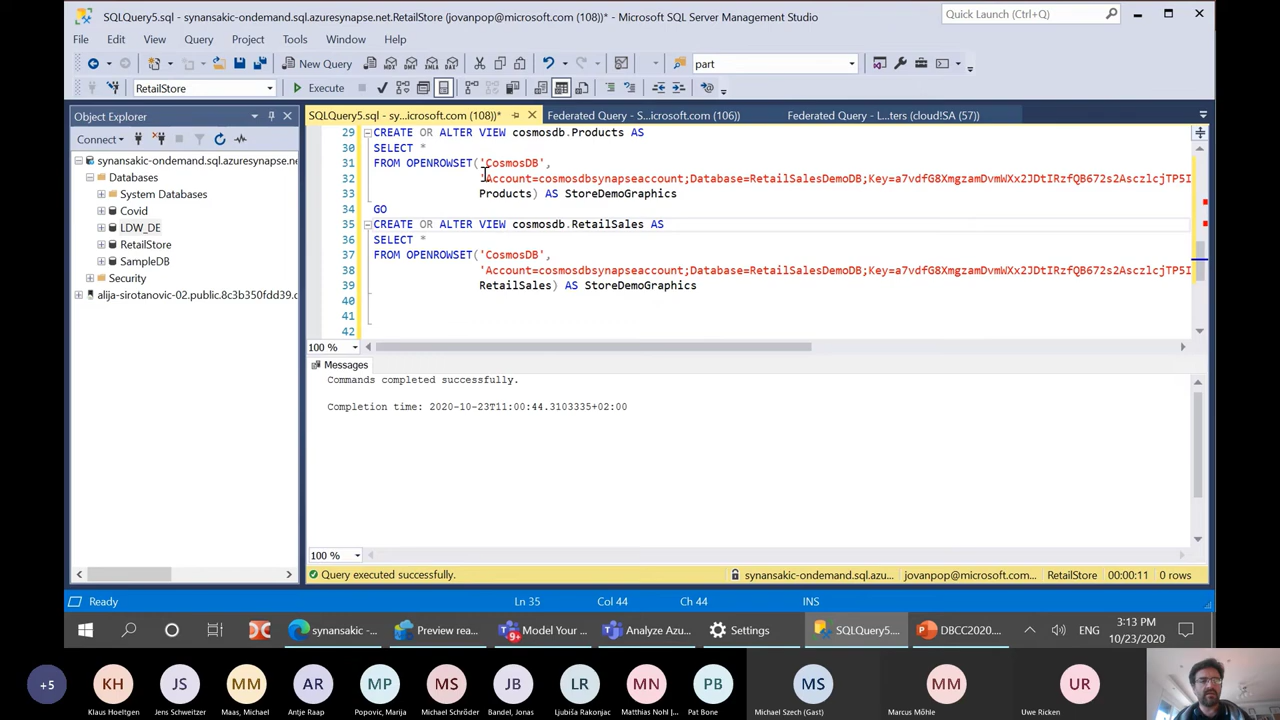 SQLQuery5.sql - synansakic-ondemand.sql.azuresynapse.net.RetailStore (jovanpop@microsoft.com (108))* - Microsoft SQL Server Management Studio
Quick Launch (Ctrl+Q)
File Edit View Query Project Tools Window Help
New Query part
RetailStore Execute
Object Explorer
Connect
synansakic-ondemand.sql.azuresynapse.ne
Databases
System Databases
Covid
LDW_DE
RetailStore
SampleDB
Security
alija-sirotanovic-02.public.8c3b350fdd39.c
SQLQuery5.sql - sy...icrosoft.com (108))* Federated Query - S...icrosoft.com (106)) Federated Query - L...ters (cloud!SA (57))
29 CREATE OR ALTER VIEW cosmosdb.Products AS
30 SELECT *
31 FROM OPENROWSET('CosmosDB',
32 'Account=cosmosdbsynapseaccount;Database=RetailSalesDemoDB;Key=a7vdfG8XmgzamDvmWXx2JDtIRzfQB672s2AsczlcjTP5I
33 Products) AS StoreDemoGraphics
34 GO
35 CREATE OR ALTER VIEW cosmosdb.RetailSales AS
36 SELECT *
37 FROM OPENROWSET('CosmosDB',
38 'Account=cosmosdbsynapseaccount;Database=RetailSalesDemoDB;Key=a7vdfG8XmgzamDvmWXx2JDtIRzfQB672s2AsczlcjTP5I
39 RetailSales) AS StoreDemoGraphics
40
41
42
100 %
Messages
Commands completed successfully.
Completion time: 2020-10-23T11:00:44.3103335+02:00
100 %
Query executed successfully. synansakic-ondemand.sql.azu... jovanpop@microsoft.com... RetailStore 00:00:11 0 rows
Ready Ln 35 Col 44 Ch 44 INS
synansakic -... Preview rea... 9+ Model Your ... Analyze Azu... Settings SQLQuery5.... DBCC2020.... ENG 3:13 PM
10/23/2020
+5 KH JS MM AR MP MS JB LR MN PB MS MM UR
Klaus Hoeltgen Jens Schweitzer Maas, Michael Antje Raap Popovic, Marija Michael Schröder Bandel, Jonas Ljubiša Rakonjac Matthias Nohl J... Pat Bone Michael Szech (Gast) Marcus Möhle Uwe Ricken